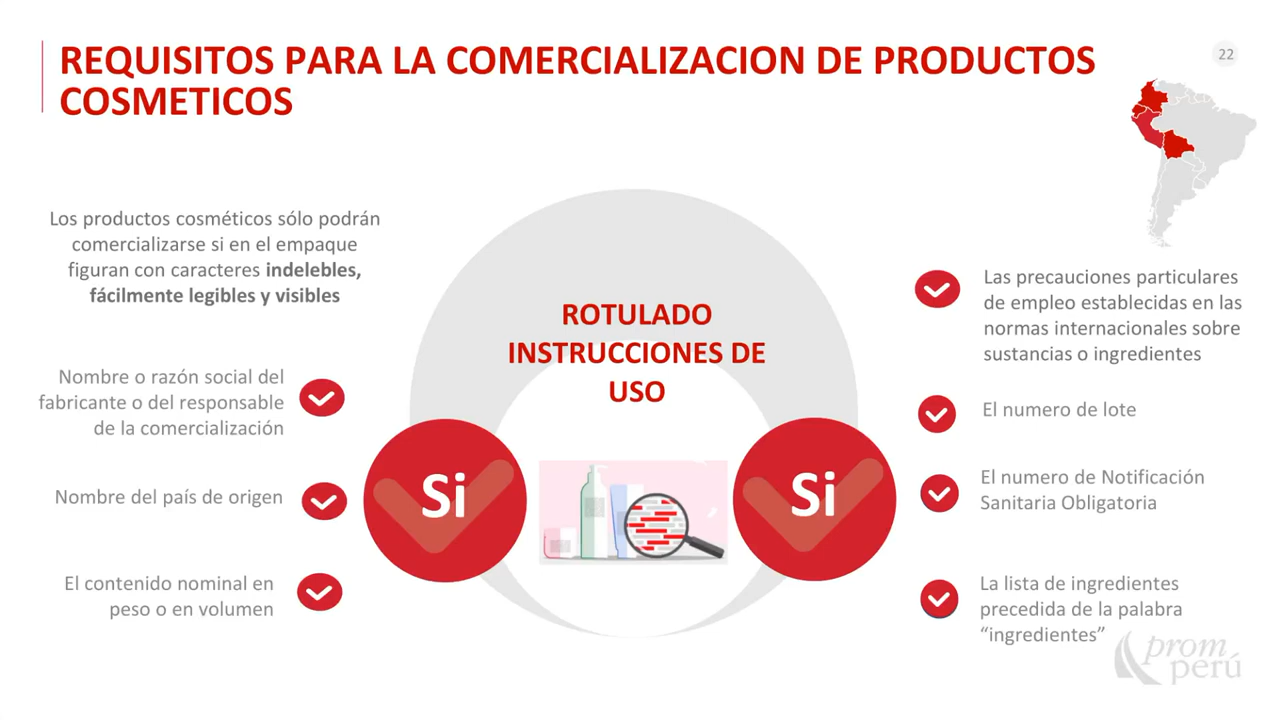 REQUISITOS PARA LA COMERCIALIZACION DE PRODUCTOS
COSMETICOS
22
Los productos cosméticos sólo podrán
comercializarse si en el empaque
figuran con caracteres indelebles,
fácilmente legibles y visibles
Nombre o razón social del
fabricante o del responsable
de la comercialización
Nombre del país de origen
El contenido nominal en
peso o en volumen
ROTULADO
INSTRUCCIONES DE
USO
Si
Si
Las precauciones particulares
de empleo establecidas en las
normas internacionales sobre
sustancias o ingredientes
El numero de lote
El numero de Notificación
Sanitaria Obligatoria
La lista de ingredientes
precedida de la palabra
“ingredientes”
prom
perú